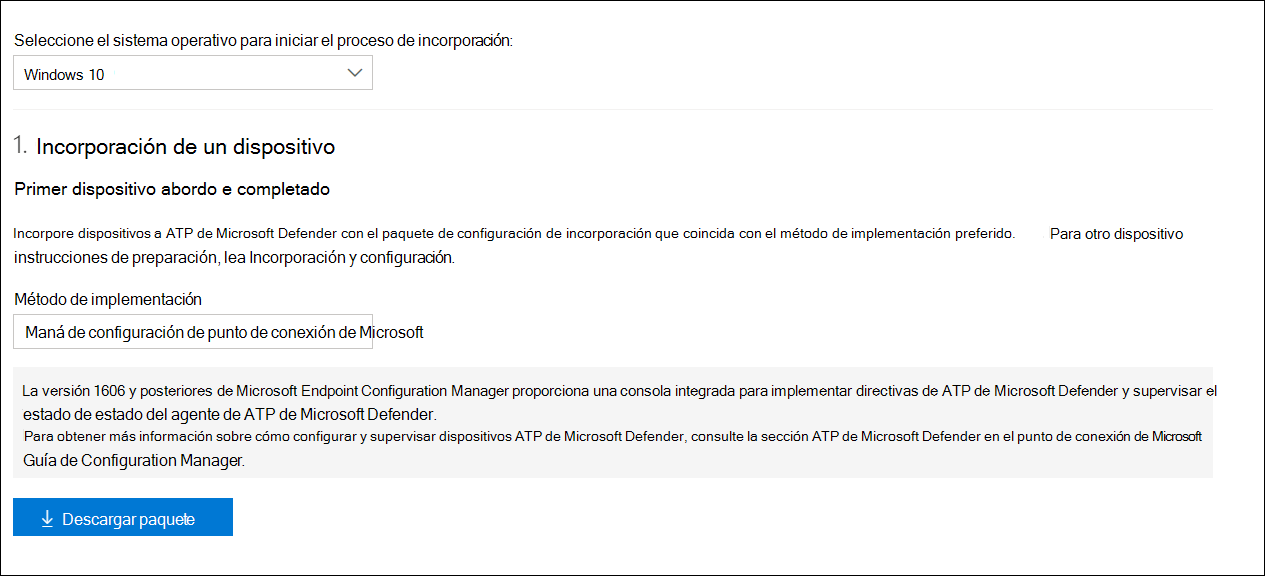 Seleccione el sistema operativo para iniciar el proceso de incorporación:
Windows 10
1. Incorporación de un dispositivo
Primer dispositivo abordo e completado
Incorpore dispositivos a ATP de Microsoft Defender con el paquete de configuración de incorporación que coincida con el método de implementación preferido. Para otro dispositivo
instrucciones de preparación, lea Incorporación y configuración.
Método de implementación
Maná de configuración de punto de conexión de Microsoft
La versión 1606 y posteriores de Microsoft Endpoint Configuration Manager proporciona una consola integrada para implementar directivas de ATP de Microsoft Defender y supervisar el
estado de estado del agente de ATP de Microsoft Defender.
Para obtener más información sobre cómo configurar y supervisar dispositivos ATP de Microsoft Defender, consulte la sección ATP de Microsoft Defender en el punto de conexión de Microsoft
Guía de Configuration Manager.
Descargar paquete